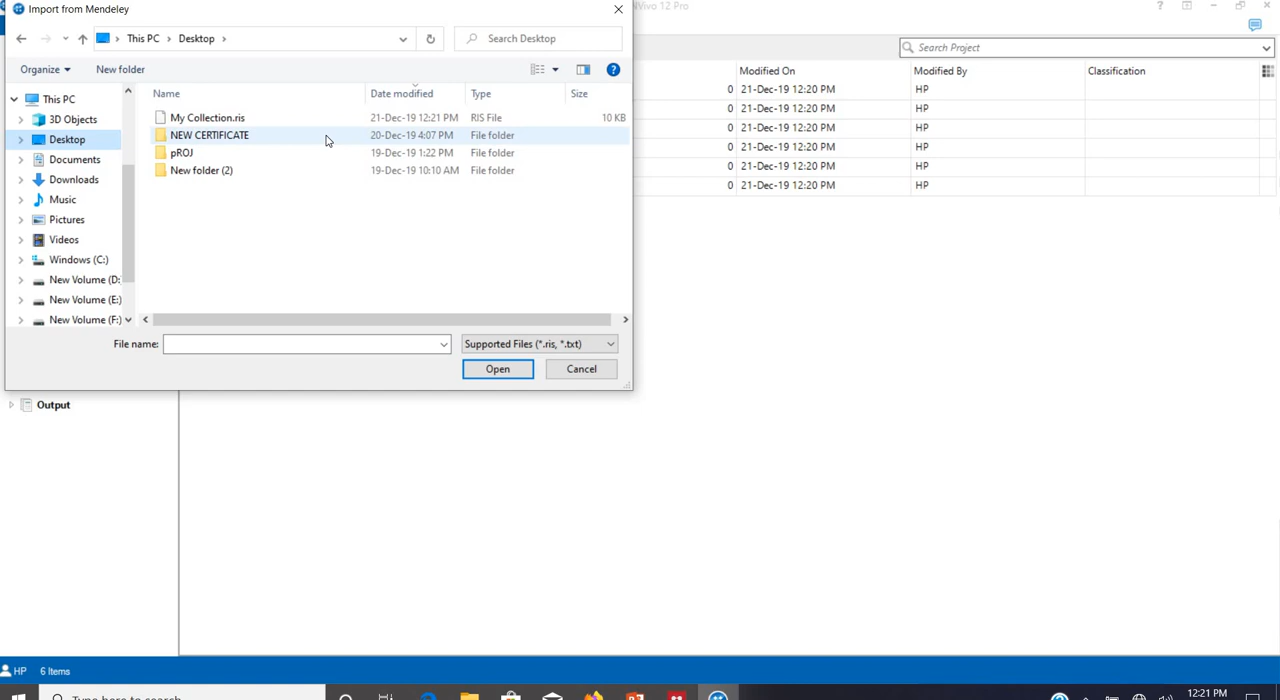 Import from Mendeley
NVivo 12 Pro
?
This PC
Desktop
Search Desktop
Search Project
Organize
New folder
?
Name
Date modified
Type
Size
Modified On
Modified By
Classification
My Collection.ris
21-Dec-19 12:21 PM
RIS File
10 KB
NEW CERTIFICATE
20-Dec-19 4:07 PM
File folder
pROJ
19-Dec-19 1:22 PM
File folder
New folder (2)
19-Dec-19 10:10 AM
File folder
This PC
3D Objects
Desktop
Documents
Downloads
Music
Pictures
Videos
Windows (C:)
New Volume (D:
New Volume (E:)
New Volume (F:)
0 21-Dec-19 12:20 PM HP
0 21-Dec-19 12:20 PM HP
0 21-Dec-19 12:20 PM HP
0 21-Dec-19 12:20 PM HP
0 21-Dec-19 12:20 PM HP
0 21-Dec-19 12:20 PM HP
File name:
Supported Files (*.ris, *.txt)
Open
Cancel
Output
HP 6 Items
Type here to search
12:21 PM